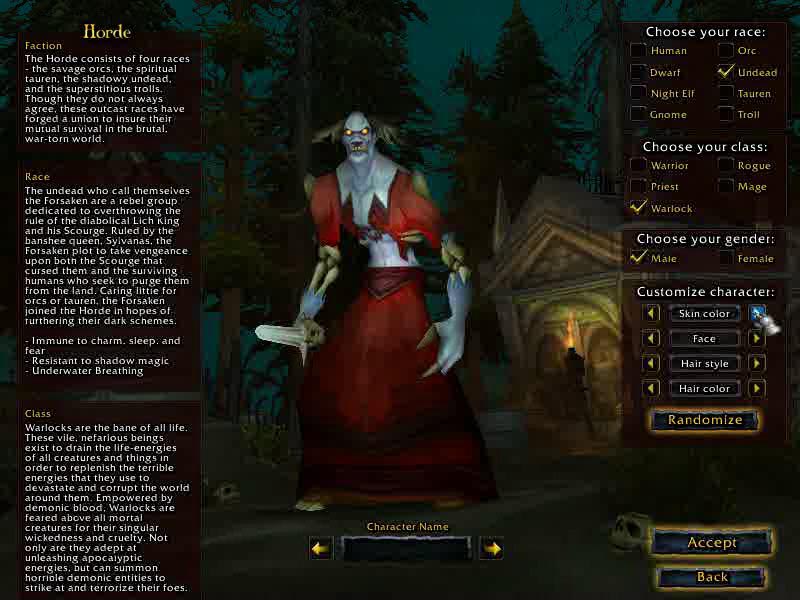 Horde
Faction
The Horde consists of four races
- the savage orcs, the spiritual
tauren, the shadowy undead,
and the superstitious trolls.
Though they do not always
agree, these outcast races have
forged a union to insure their
mutual survival in the brutal,
war-torn world.
Race
The undead who call themselves
the Forsaken are a rebel group
dedicated to overthrowing the
rule of the diabolical Lich King
and his Scourge. Ruled by the
banshee queen, Sylvanas, the
Forsaken plot to take vengeance
upon both the Scourge that
cursed them and the surviving
humans who seek to purge them
from the land. Caring little for
orcs or tauren, the Forsaken
joined the Horde in hopes of
furthering their dark schemes.
- Immune to charm, sleep, and
fear
- Resistant to shadow magic
- Underwater Breathing
Class
Warlocks are the bane of all life.
These vile, nefarious beings
exist to drain the life-energies
of all creatures and things in
order to replenish the terrible
energies that they use to
devastate and corrupt the world
around them. Empowered by
demonic blood, Warlocks are
feared above all mortal
creatures for their singular
wickedness and cruelty. Not
only are they adept at
unleashing apocalyptic
energies, but can summon
horrible demonic entities to
strike at and terrorize their foes.
Character Name
Choose your race:
Human
Orc
Dwarf
Undead
Night Elf
Tauren
Gnome
Troll
Choose your class:
Warrior
Rogue
Priest
Mage
Warlock
Choose your gender:
Male
Female
Customize character:
Skin color
Face
Hair style
Hair color
Randomize
Accept
Back